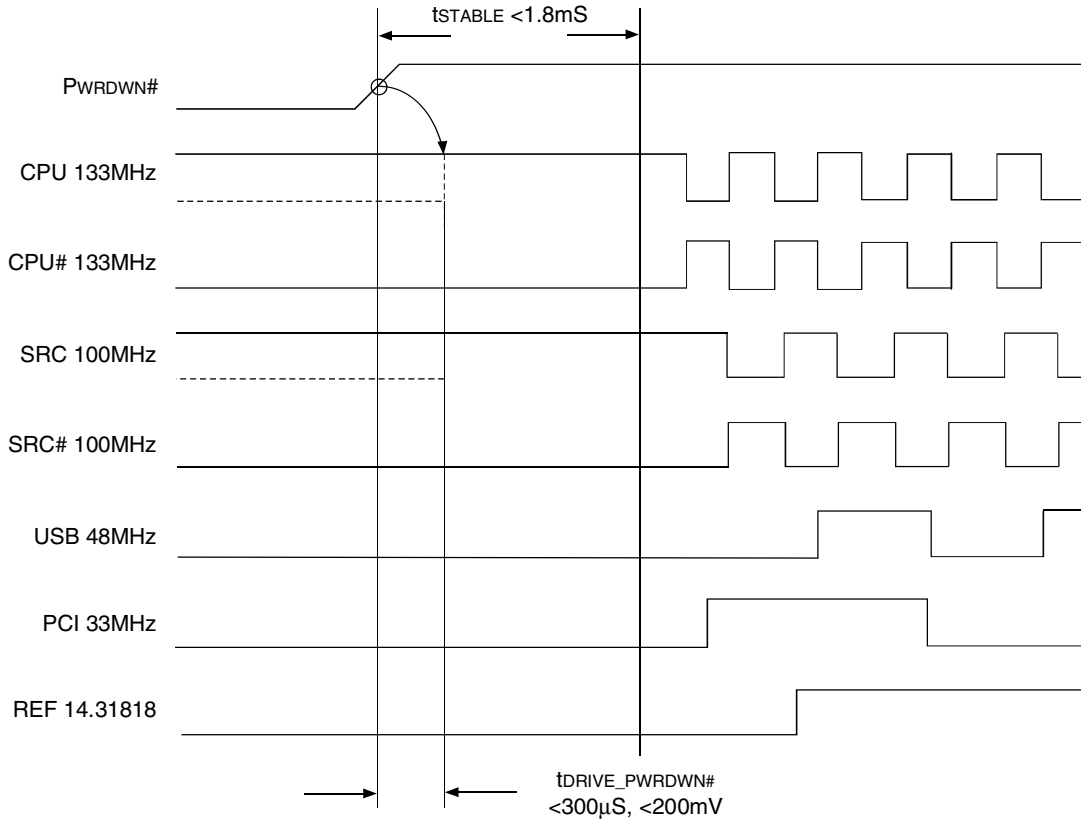 tSTABLE <1.8mS
PWRDWN#
CPU 133MHz
CPU# 133MHz
SRC 100MHz
SRC# 100MHz
USB 48MHz
PCI 33MHz
REF 14.31818
tDRIVE_PWRDWN#
<300μS, <200mV